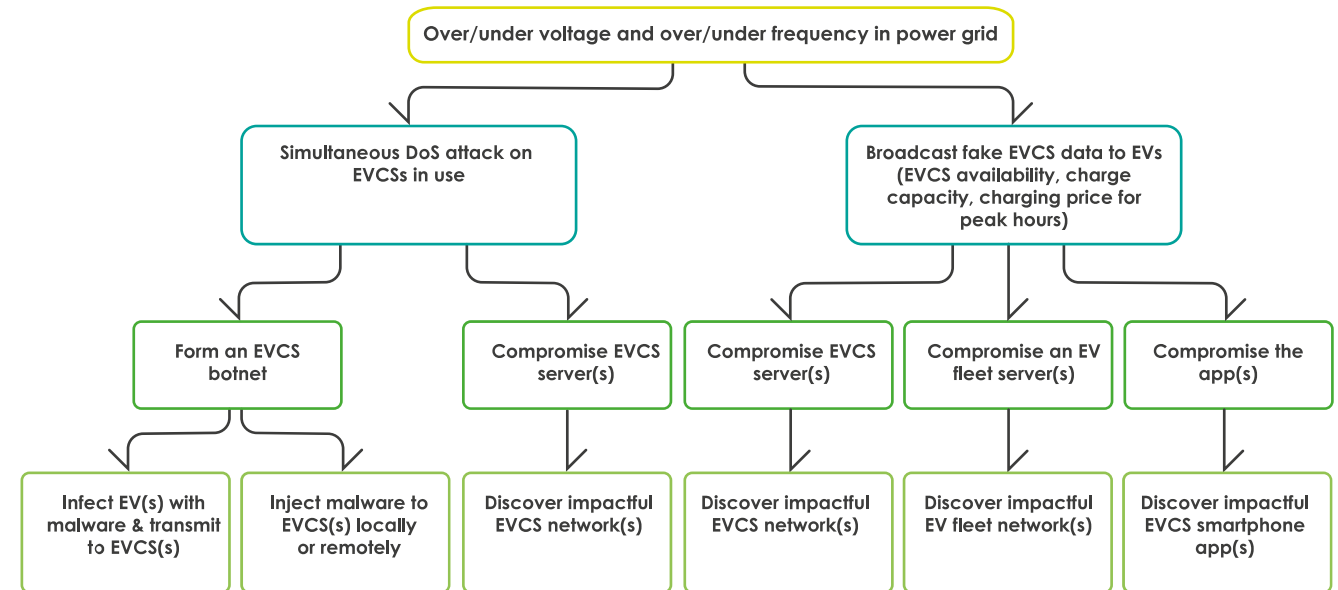 Over/under voltage and over/under frequency in power grid
Simultaneous DoS attack on
EVCSs in use
Broadcast fake EVCS data to EVs
(EVCS availability, charge
capacity, charging price for
peak hours)
Form an EVCS
botnet
Compromise EVCS
server(s)
Compromise EVCS
server(s)
Compromise an EV
fleet server(s)
Compromise the
app(s)
Infect EV(s) with
malware & transmit
to EVCS(s)
Inject malware to
EVCS(s) locally
or remotely
Discover impactful
EVCS network(s)
Discover impactful
EVCS network(s)
Discover impactful
EV fleet network(s)
Discover impactful
EVCS smartphone
app(s)